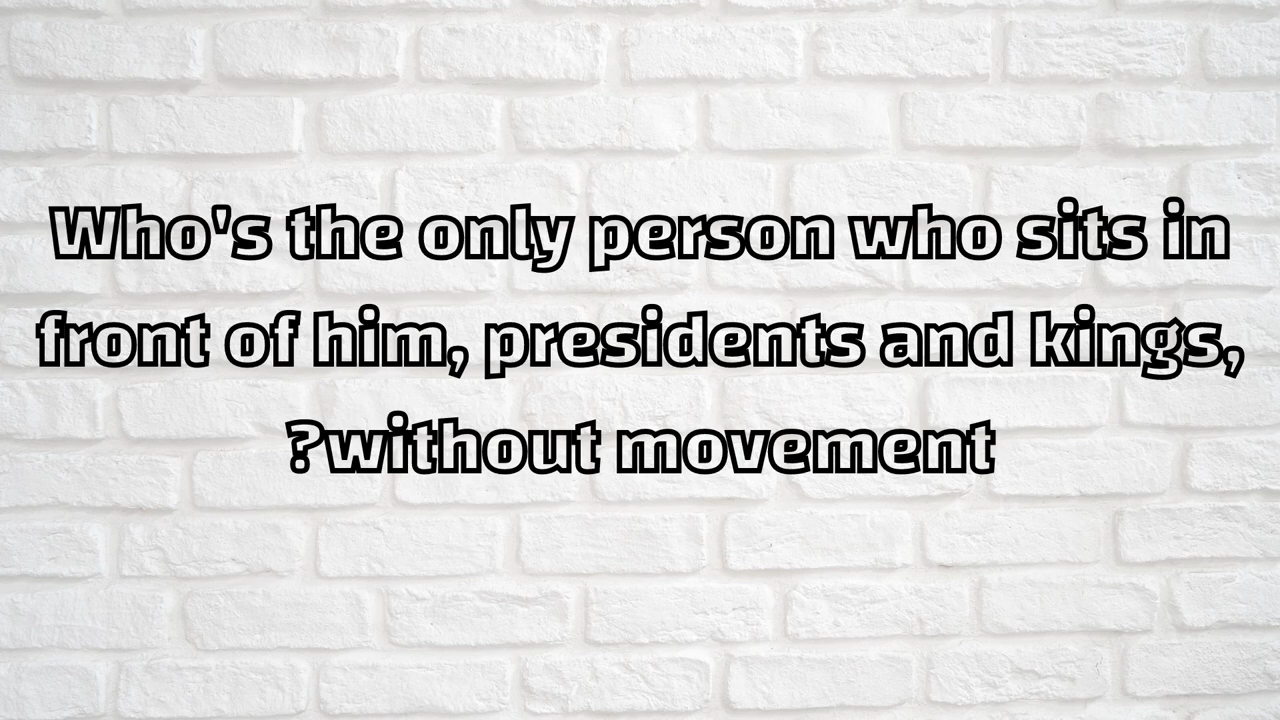 Who's the only person who sits in
front of him, presidents and kings,
?without movement